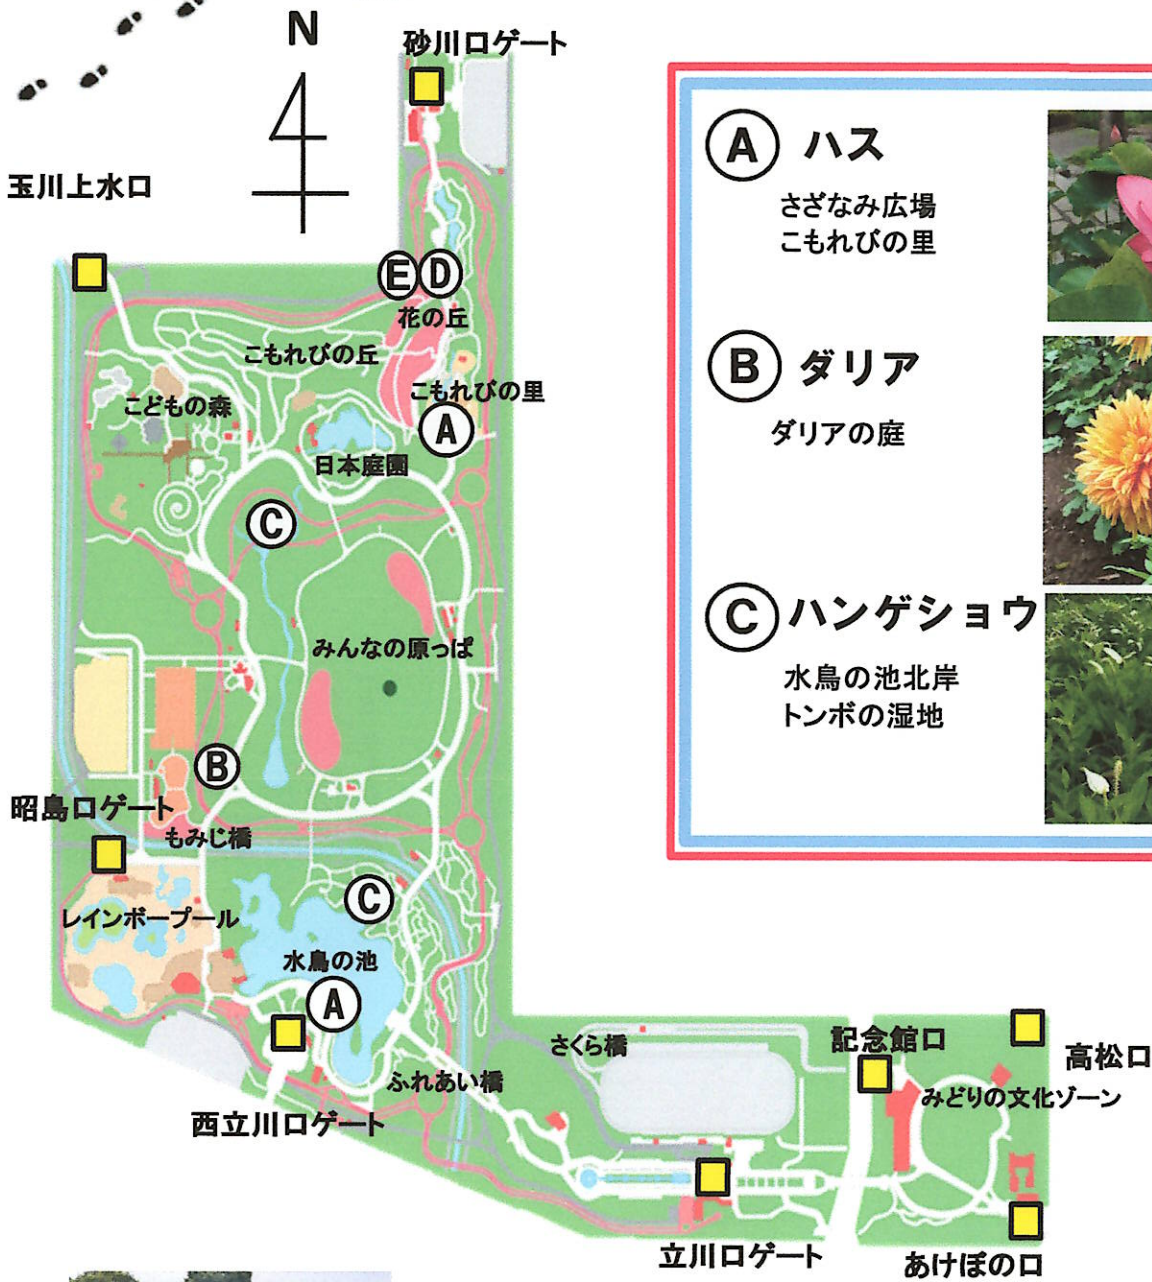 N
砂川口ゲート
玉川上水口
E
D
花の丘
こもれびの丘
こもれびの里
こどもの森
A
日本庭園
C
みんなの原っぱ
B
昭島口ゲート
もみじ橋
レインボープール
C
水鳥の池
A
さくら橋
記念館口
高松口
ふれあい橋
みどりの文化ゾーン
西立川口ゲート
立川口ゲート
あけぼの口
A ハス
さざなみ広場
こもれびの里
B ダリア
ダリアの庭
C ハンゲショウ
水鳥の池北岸
トンボの湿地